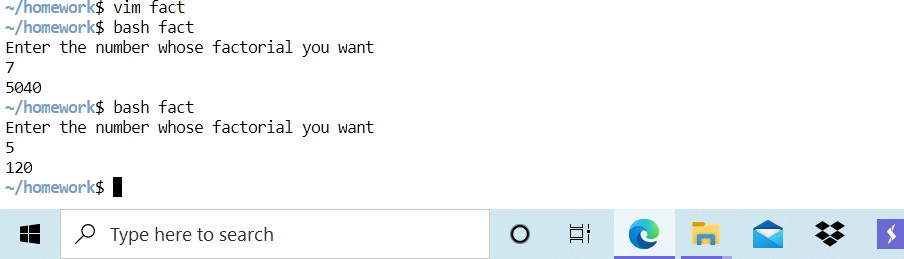 ~/homework$ vim fact
~/homework$ bash fact
Enter the number whose factorial you want
7
5040
~/homework$ bash fact
Enter the number whose factorial you want
5
120
~/homework$
Type here to search